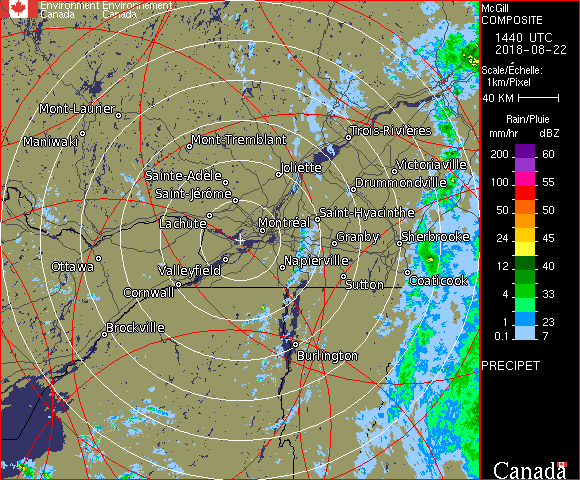 Environment Environnement
Canada Canada
McGill
COMPOSITE
1440 UTC
2018-08-22
Scale/Échelle:
1km/Pixel
40 KM
Rain/Pluie
mm/hr dBZ
200 60
100 55
50 50
24 45
12 40
4 33
1 23
0.1 7
PRECIPET
Canada
Mont-Laurier
Maniwaki
Mont-Tremblant
Trois-Rivières
Sainte-Adèle
Joliette
Victoriaville
Saint-Jérôme
Drummondville
Lachute
Montréal
Saint-Hyacinthe
Granby
Sherbrooke
Ottawa
Valleyfield
Napierville
Cornwall
Sutton
Coaticook
Brockville
Burlington